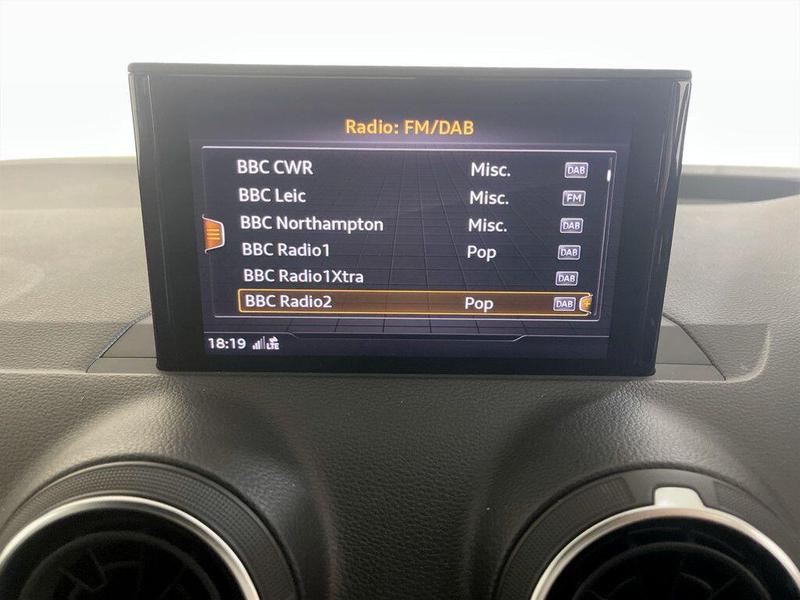 Radio: FM/DAB
BBC CWR Misc. DAB
BBC Leic Misc. FM
BBC Northampton Misc. DAB
BBC Radio1 Pop DAB
BBC Radio1Xtra DAB
BBC Radio2 Pop DAB
18:19 LTE